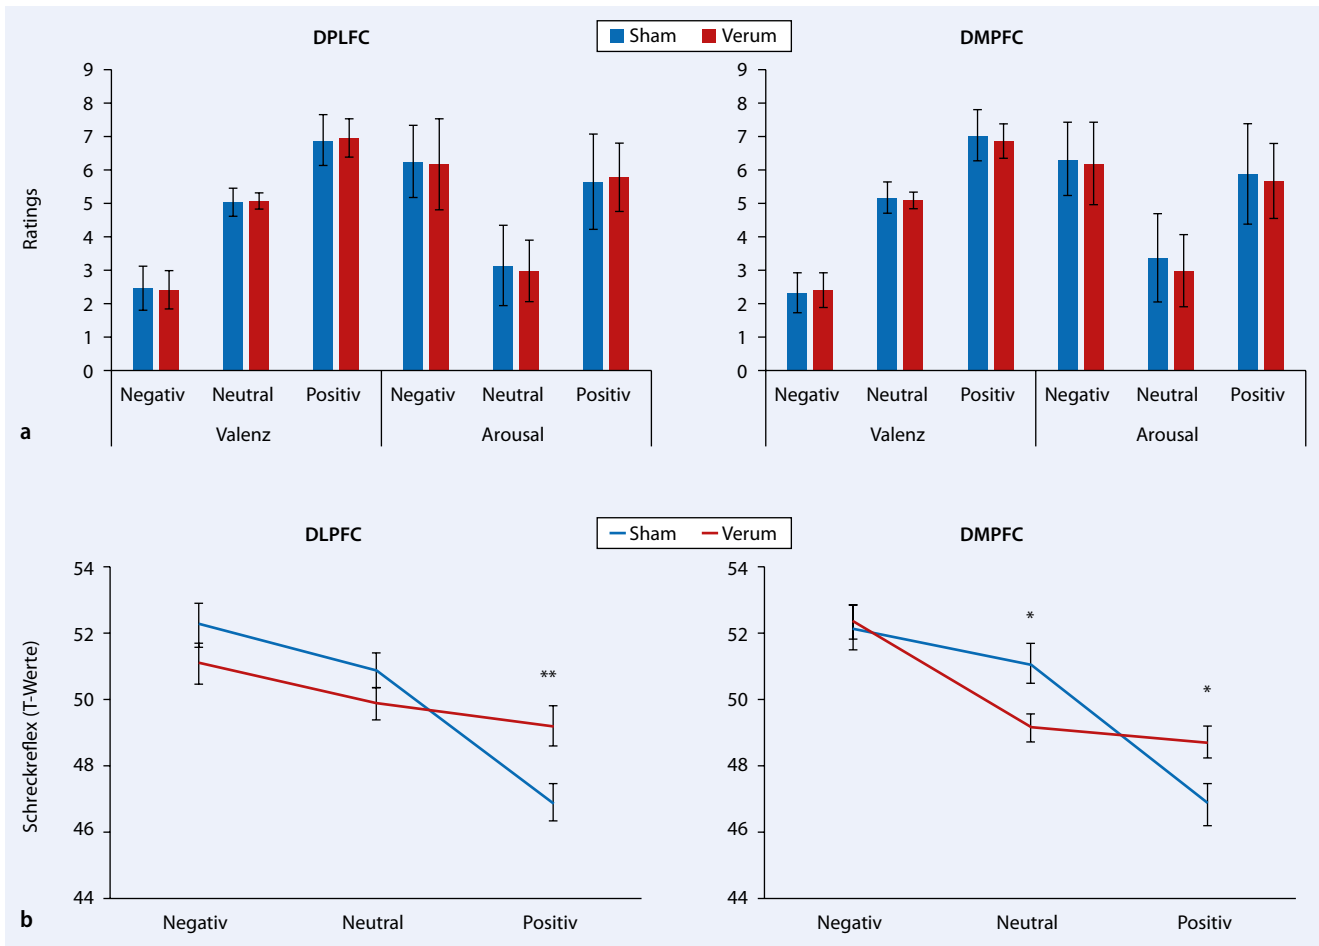 DPLFC
Sham Verum
DMPFC
Ratings
9
8
7
6
5
4
3
2
1
0
Negativ Neutral Positiv Negativ Neutral Positiv
Valenz Arousal
9
8
7
6
5
4
3
2
1
0
Negativ Neutral Positiv Negativ Neutral Positiv
Valenz Arousal
a
DLPFC
Sham Verum
DMPFC
Schreckreflex (T-Werte)
54
52
50
48
46
44
**
Negativ Neutral Positiv
54
52
50
48
46
44
*
*
Negativ Neutral Positiv
b